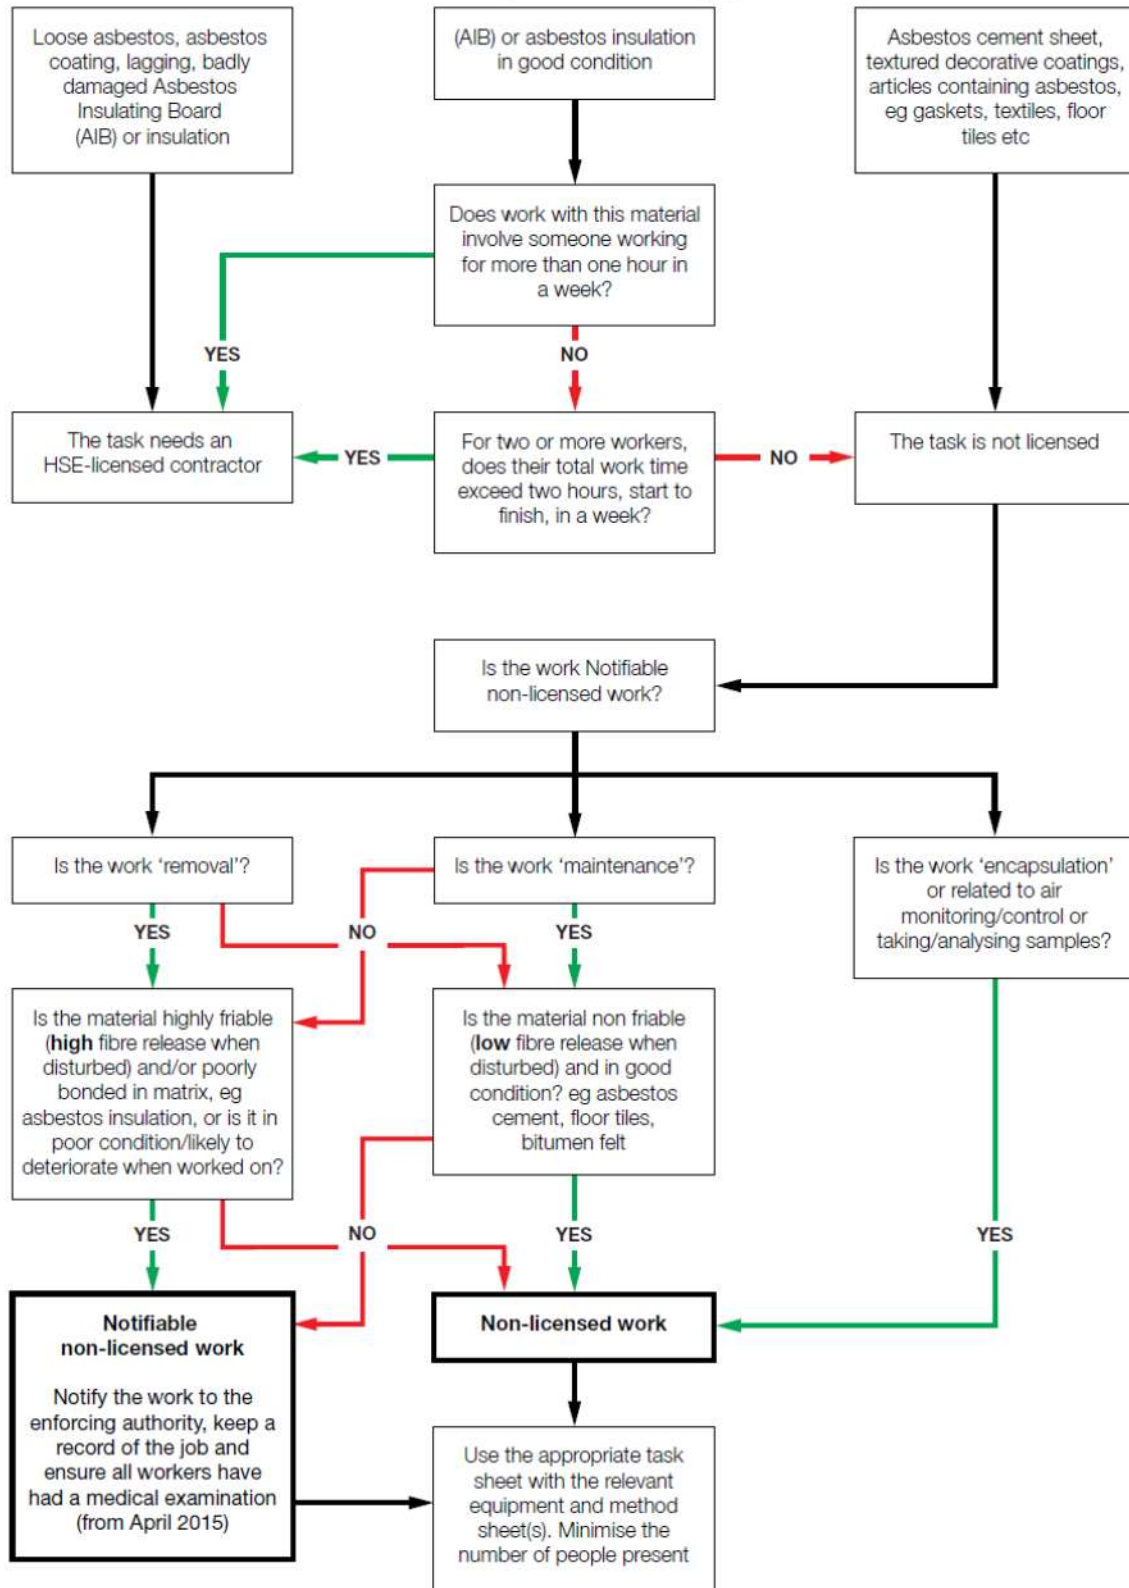 Loose asbestos, asbestos
coating, lagging, badly
damaged Asbestos
Insulating Board
(AIB) or insulation
(AIB) or asbestos insulation
in good condition
Asbestos cement sheet,
textured decorative coatings,
articles containing asbestos,
eg gaskets, textiles, floor
tiles etc
Does work with this material
involve someone working
for more than one hour in
a week?
YES
NO
The task needs an
HSE-licensed contractor
YES
For two or more workers,
does their total work time
exceed two hours, start to
finish, in a week?
NO
The task is not licensed
Is the work Notifiable
non-licensed work?
Is the work ‘removal’?
Is the work ‘maintenance’?
Is the work ‘encapsulation’
or related to air
monitoring/control or
taking/analysing samples?
YES
NO
YES
Is the material highly friable
(high fibre release when
disturbed) and/or poorly
bonded in matrix, eg
asbestos insulation, or is it in
poor condition/likely to
deteriorate when worked on?
Is the material non friable
(low fibre release when
disturbed) and in good
condition? eg asbestos
cement, floor tiles,
bitumen felt
YES
NO
YES
YES
Notifiable
non-licensed work
Notify the work to the
enforcing authority, keep a
record of the job and
ensure all workers have
had a medical examination
(from April 2015)
Non-licensed work
Use the appropriate task
sheet with the relevant
equipment and method
sheet(s). Minimise the
number of people present